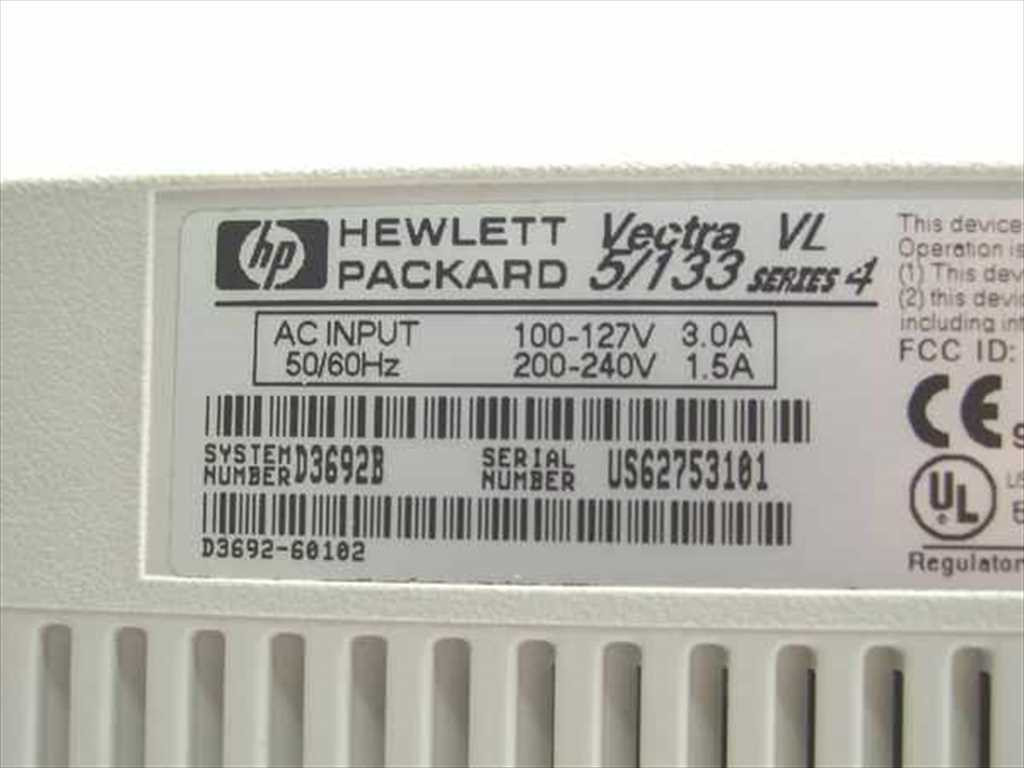 hp HEWLETT PACKARD Vectra VL 5/133 SERIES 4
AC INPUT 100-127V 3.0A
50/60Hz 200-240V 1.5A
SYSTEM NUMBER D3692B SERIAL NUMBER US62753101
D3692-60102
This device
Operation is
(1) This devi
(2) this devi
including int
FCC ID:
CE
UL
Regulator